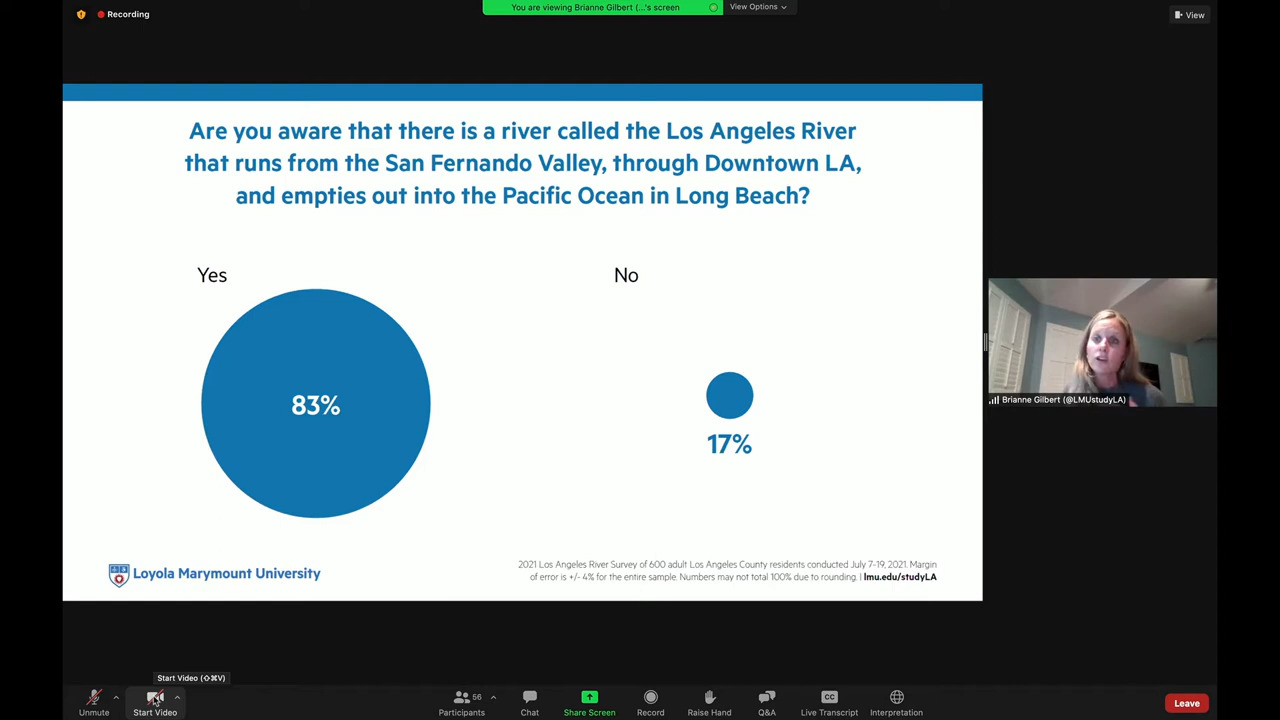 Recording
You are viewing Brianne Gilbert (...'s screen
View Options
View
Are you aware that there is a river called the Los Angeles River
that runs from the San Fernando Valley, through Downtown LA,
and empties out into the Pacific Ocean in Long Beach?
Yes
No
83%
17%
Brianne Gilbert (@LMUstudyLA)
Loyola Marymount University
2021 Los Angeles River Survey of 600 adult Los Angeles County residents conducted July 7-19, 2021. Margin
of error is +/- 4% for the entire sample. Numbers may not total 100% due to rounding. | lmu.edu/studyLA
Start Video (⇧⌘V)
Unmute
Start Video
Participants
56
Chat
Share Screen
Record
Raise Hand
Q&A
CC
Live Transcript
Interpretation
Leave